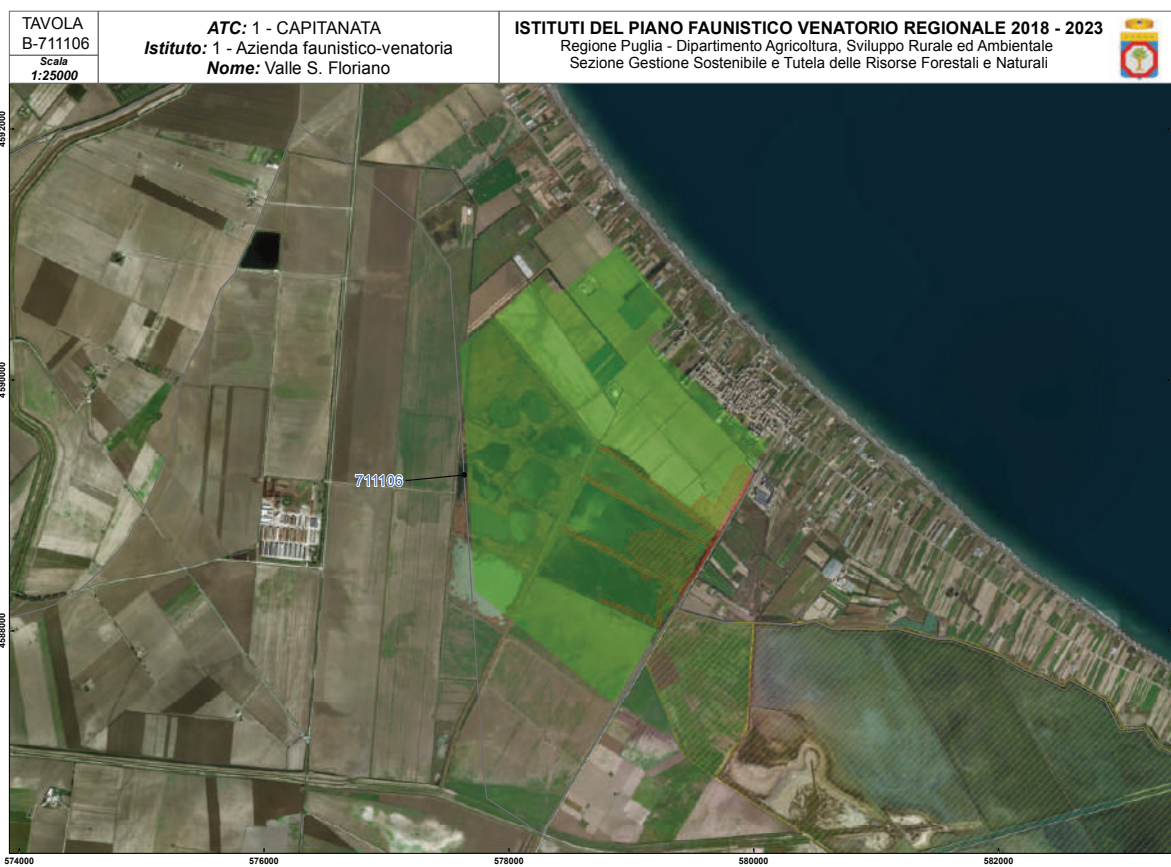 TAVOLA
B-711106
Scala
1:25000
ATC: 1 - CAPITANATA
Istituto: 1 - Azienda faunistico-venatoria
Nome: Valle S. Floriano
ISTITUTI DEL PIANO FAUNISTICO VENATORIO REGIONALE 2018 - 2023
Regione Puglia - Dipartimento Agricoltura, Sviluppo Rurale ed Ambientale
Sezione Gestione Sostenibile e Tutela delle Risorse Forestali e Naturali
4592000
4590000
711106
4588000
574000
576000
578000
580000
582000